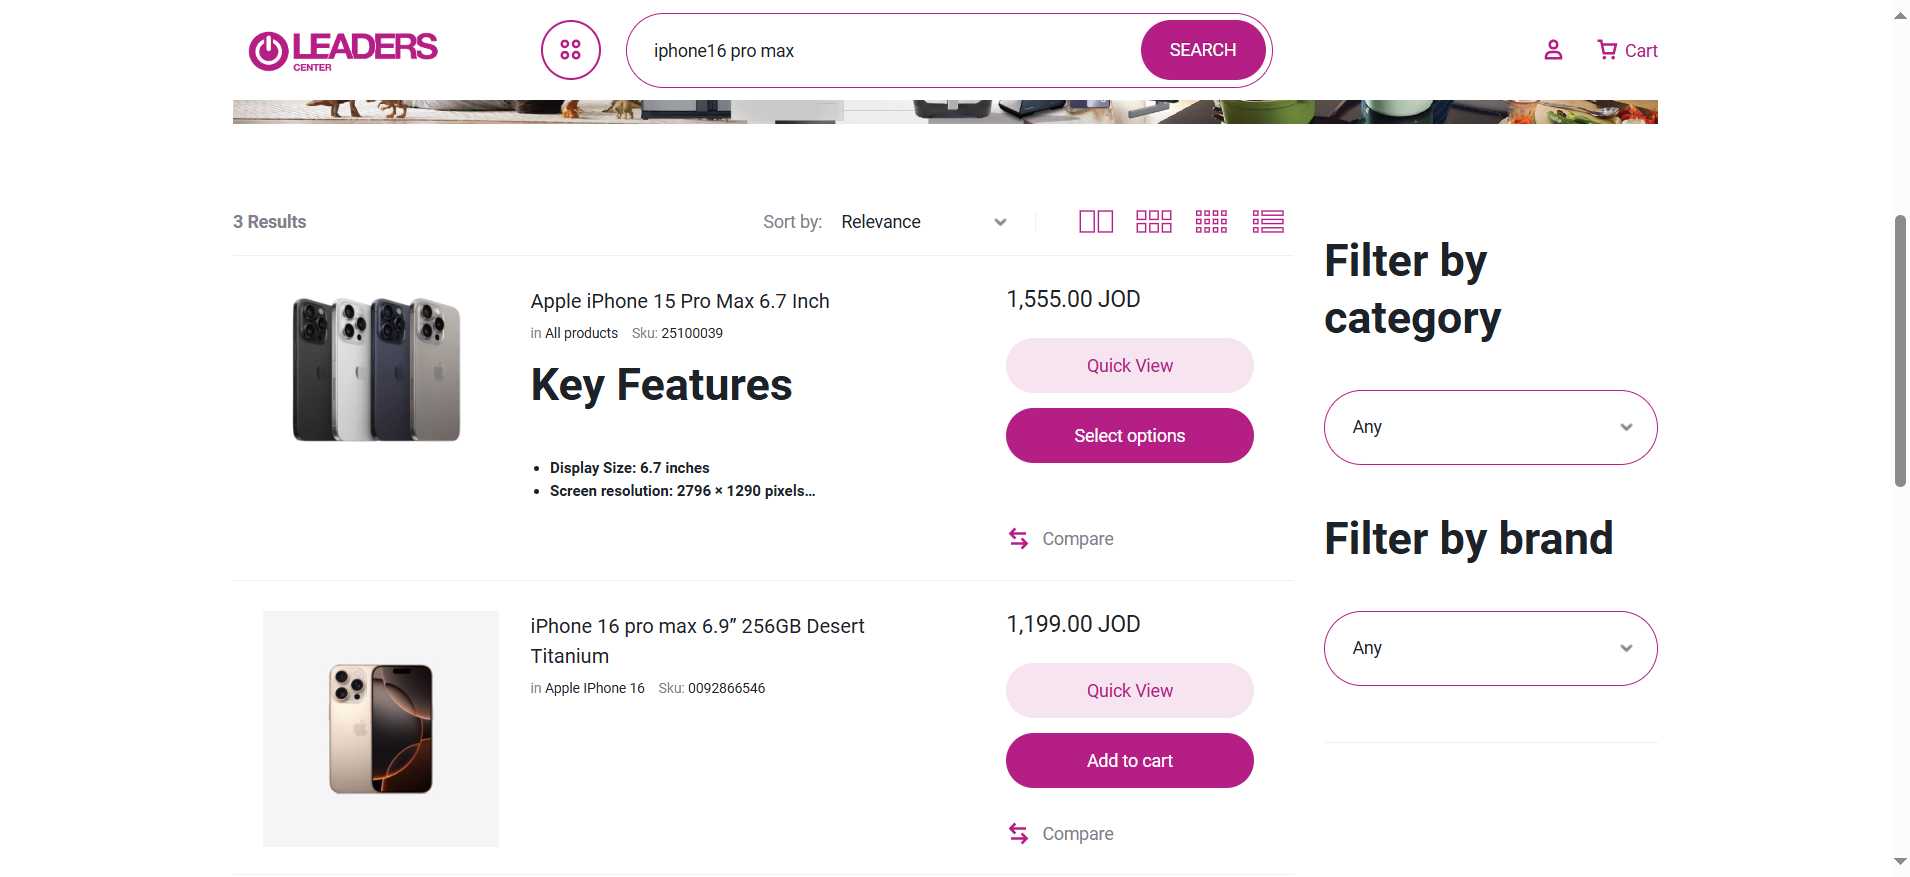 LEADERS
CENTER
iphone16 pro max
SEARCH
Cart
3 Results
Sort by: Relevance
Filter by
category
Any
Filter by brand
Any
Apple iPhone 15 Pro Max 6.7 Inch
in All products Sku: 25100039
Key Features
• Display Size: 6.7 inches
• Screen resolution: 2796 × 1290 pixels...
1,555.00 JOD
Quick View
Select options
Compare
iPhone 16 pro max 6.9” 256GB Desert
Titanium
in Apple IPhone 16 Sku: 0092866546
1,199.00 JOD
Quick View
Add to cart
Compare